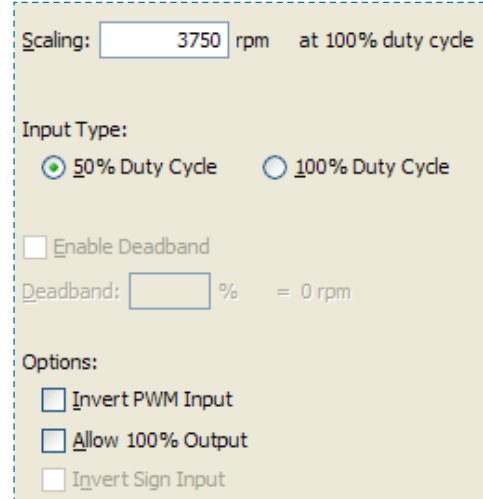 Scaling: 3750 rpm at 100% duty cycle
Input Type:
50% Duty Cycle 100% Duty Cycle
Enable Deadband
Deadband: % = 0 rpm
Options:
Invert PWM Input
Allow 100% Output
Invert Sign Input